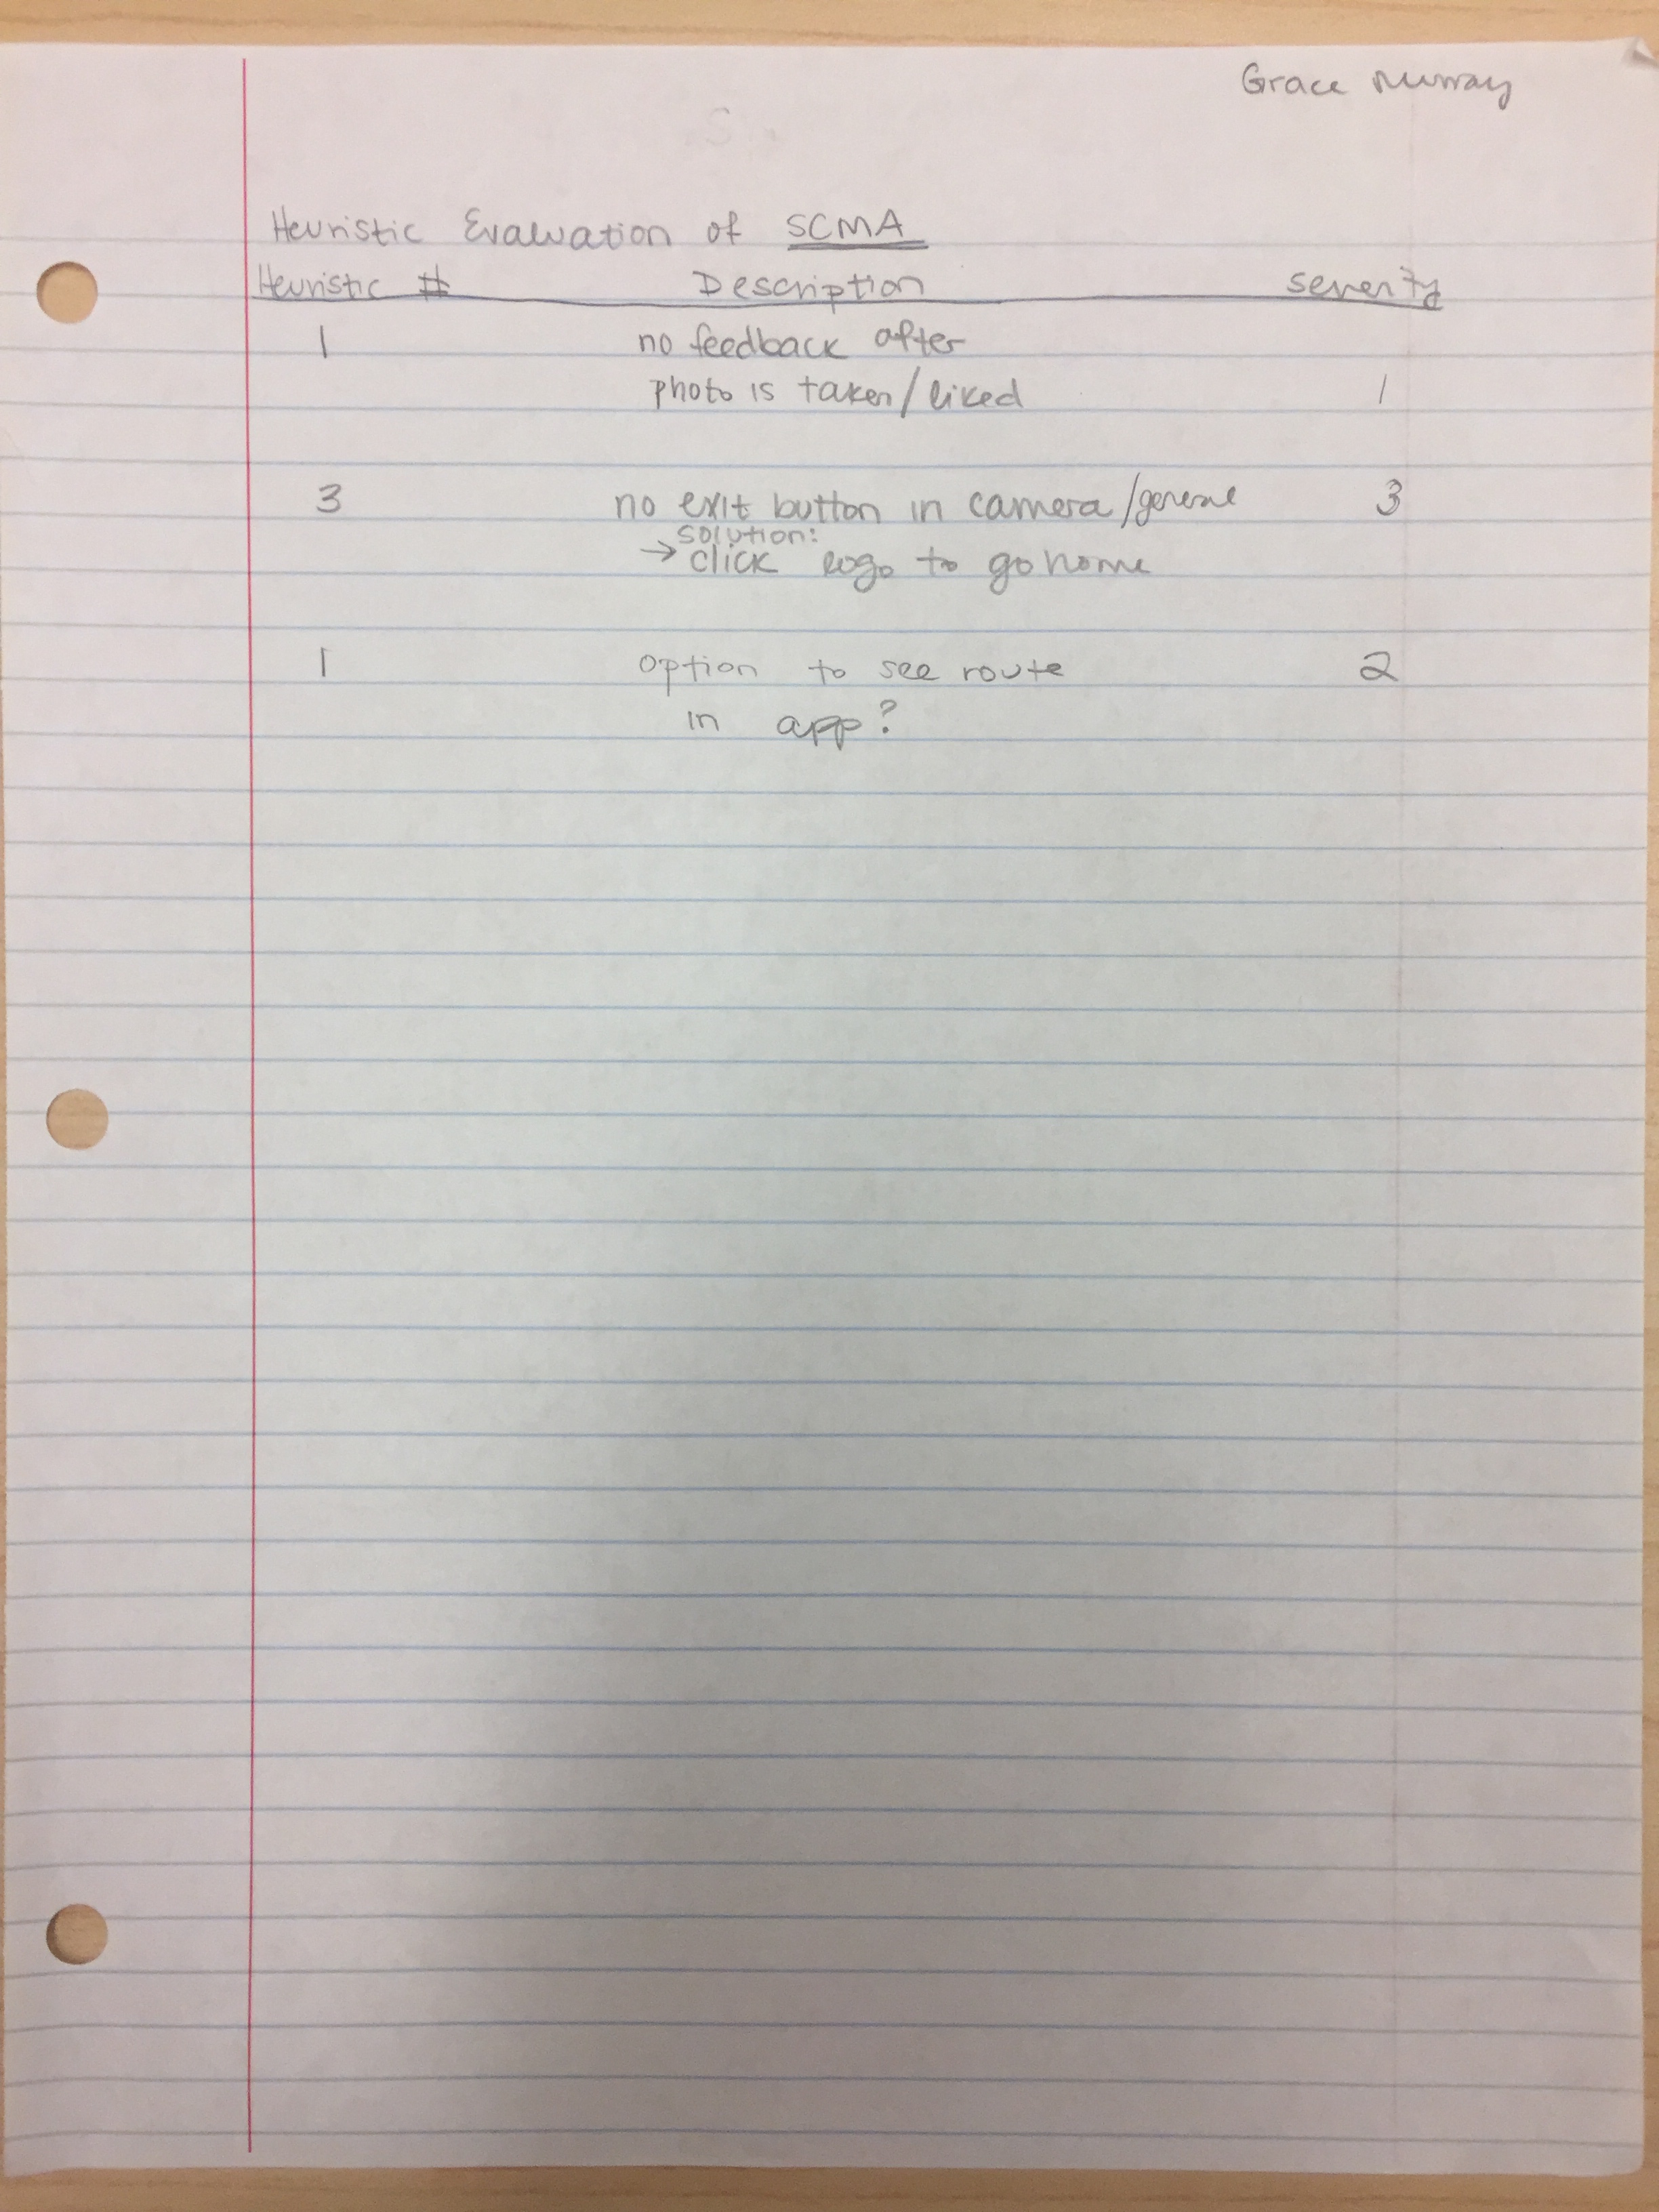 Grace Murray
Heuristic Evaluation of SCMA
Heuristic # Description severity
1 no feedback after
photo is taken/liked 1
3 no exit button in camera/general 3
solution:
→ click logo to go home
1 option to see route 2
in app?